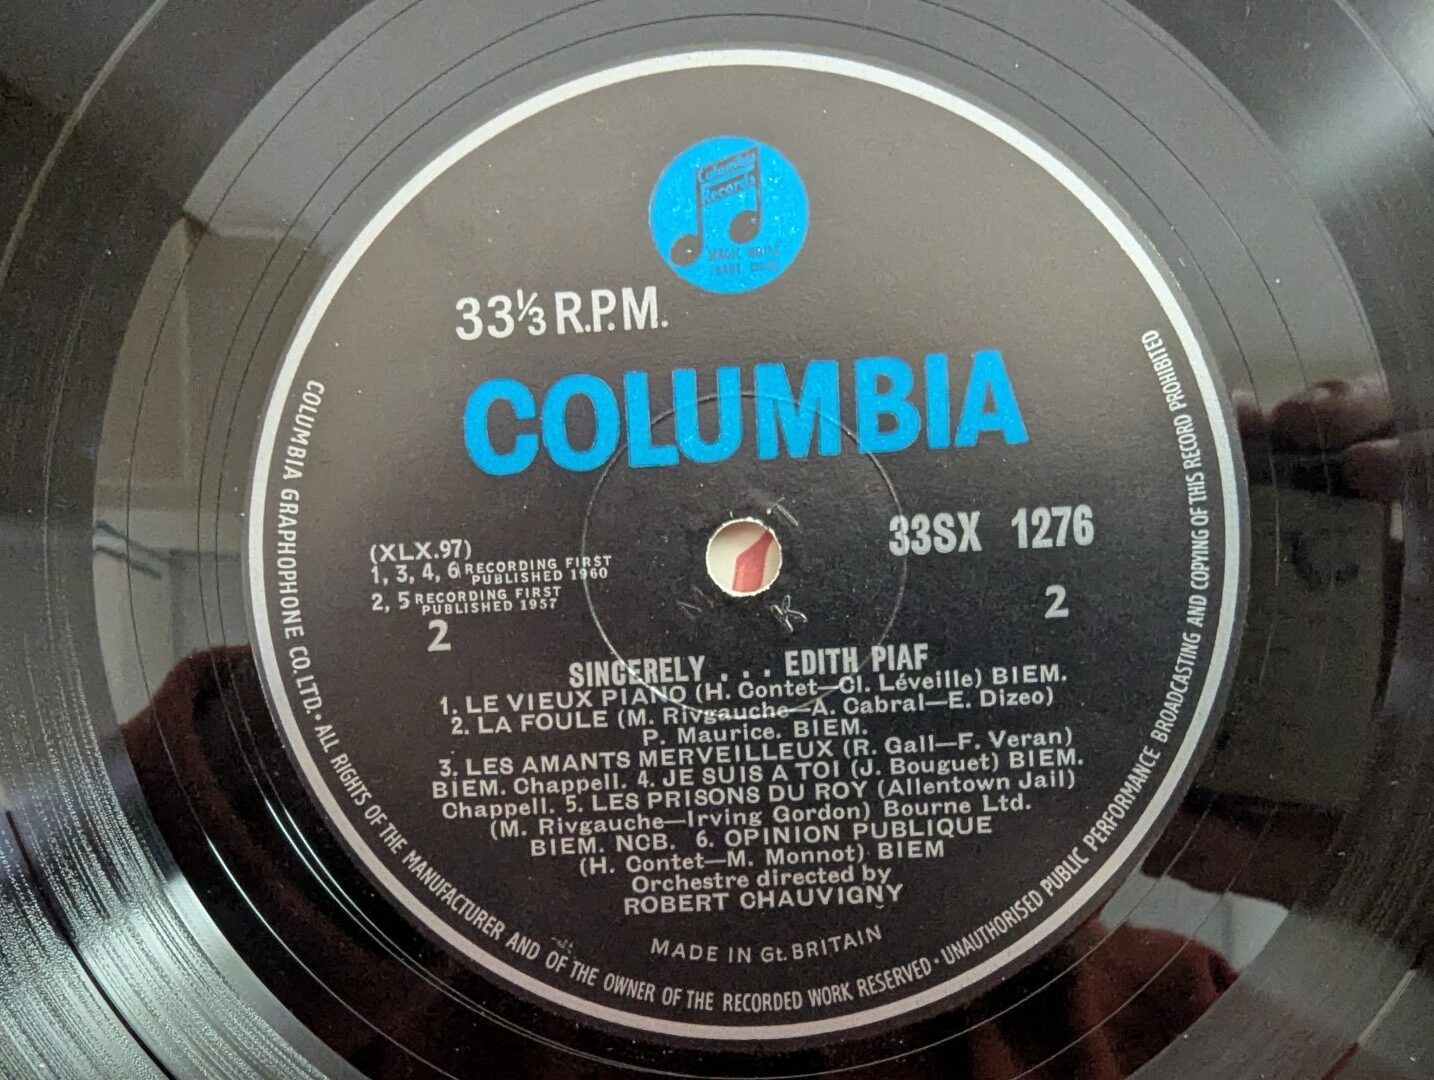 Columbia
Records
MAGIC NOTES
TRADE MARK
33⅓ R.P.M.
COLUMBIA
(XLX.97)
1, 3, 4, 6 RECORDING FIRST
PUBLISHED 1960
2, 5 RECORDING FIRST
PUBLISHED 1957
2
33SX 1276
2
SINCERELY . . . EDITH PIAF
1. LE VIEUX PIANO (H. Contet—Cl. Léveille) BIEM.
2. LA FOULE (M. Rivgauche—A. Cabral—E. Dizeo)
P. Maurice. BIEM.
3. LES AMANTS MERVEILLEUX (R. Gall—F. Veran)
BIEM. Chappell. 4. JE SUIS A TOI (J. Bouguet) BIEM.
Chappell. 5. LES PRISONS DU ROY (Allentown Jail)
(M. Rivgauche—Irving Gordon) Bourne Ltd.
BIEM. NCB. 6. OPINION PUBLIQUE
(H. Contet—M. Monnot) BIEM
Orchestre directed by
ROBERT CHAUVIGNY
MADE IN Gt. BRITAIN
COLUMBIA GRAPHOPHONE CO. LTD. • ALL RIGHTS OF THE MANUFACTURER AND OF THE OWNER OF THE RECORDED WORK RESERVED • UNAUTHORISED PUBLIC PERFORMANCE BROADCASTING AND COPYING OF THIS RECORD PROHIBITED